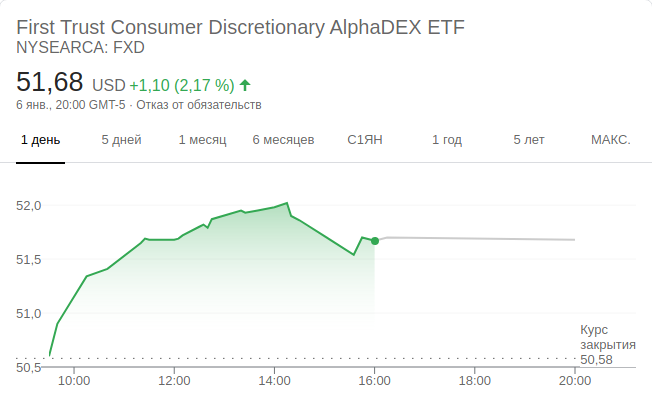 First Trust Consumer Discretionary AlphaDEX ETF
NYSEARCA: FXD
51,68 USD +1,10 (2,17 %)
6 янв., 20:00 GMT-5 · Отказ от обязательств
1 день 5 дней 1 месяц 6 месяцев С1ЯН 1 год 5 лет МАКС.
52,0
51,5
51,0
50,5
Курс
закрытия
50,58
10:00 12:00 14:00 16:00 18:00 20:00